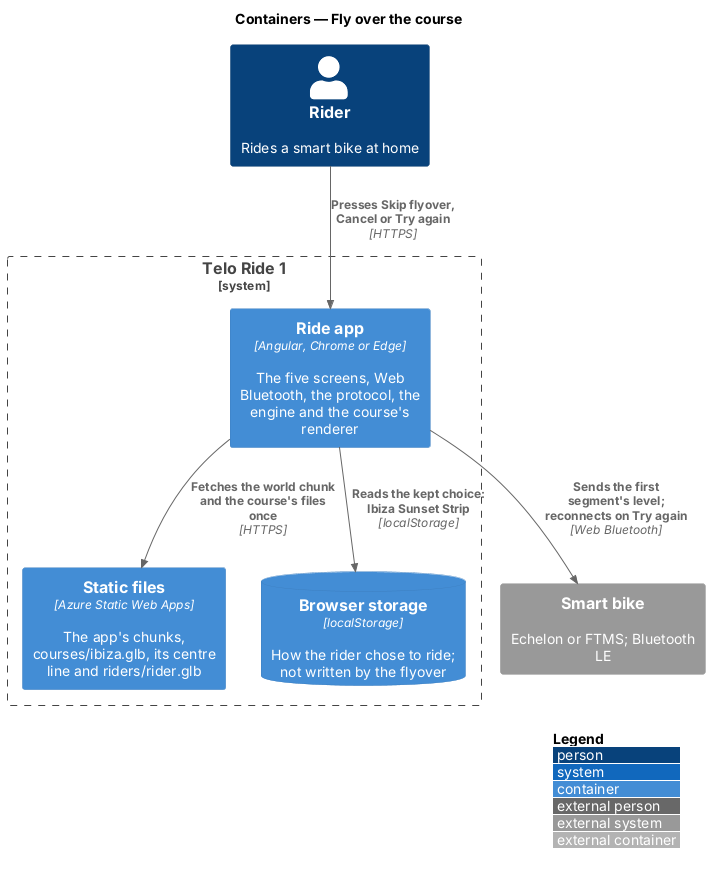 Containers — Fly over the course
Rider
Rides a smart bike at home
Presses Skip flyover,
Cancel or Try again
[HTTPS]
Telo Ride 1
[system]
Ride app
[Angular, Chrome or Edge]
The five screens, Web
Bluetooth, the protocol, the
engine and the course's
renderer
Fetches the world chunk
and the course's files
once
[HTTPS]
Reads the kept choice:
Ibiza Sunset Strip
[localStorage]
Sends the first
segment's level;
reconnects on Try again
[Web Bluetooth]
Static files
[Azure Static Web Apps]
The app's chunks,
courses/ibiza.glb, its centre
line and riders/rider.glb
Browser storage
[localStorage]
How the rider chose to ride;
not written by the flyover
Smart bike
Echelon or FTMS; Bluetooth
LE
Legend
person
system
container
external person
external system
external container